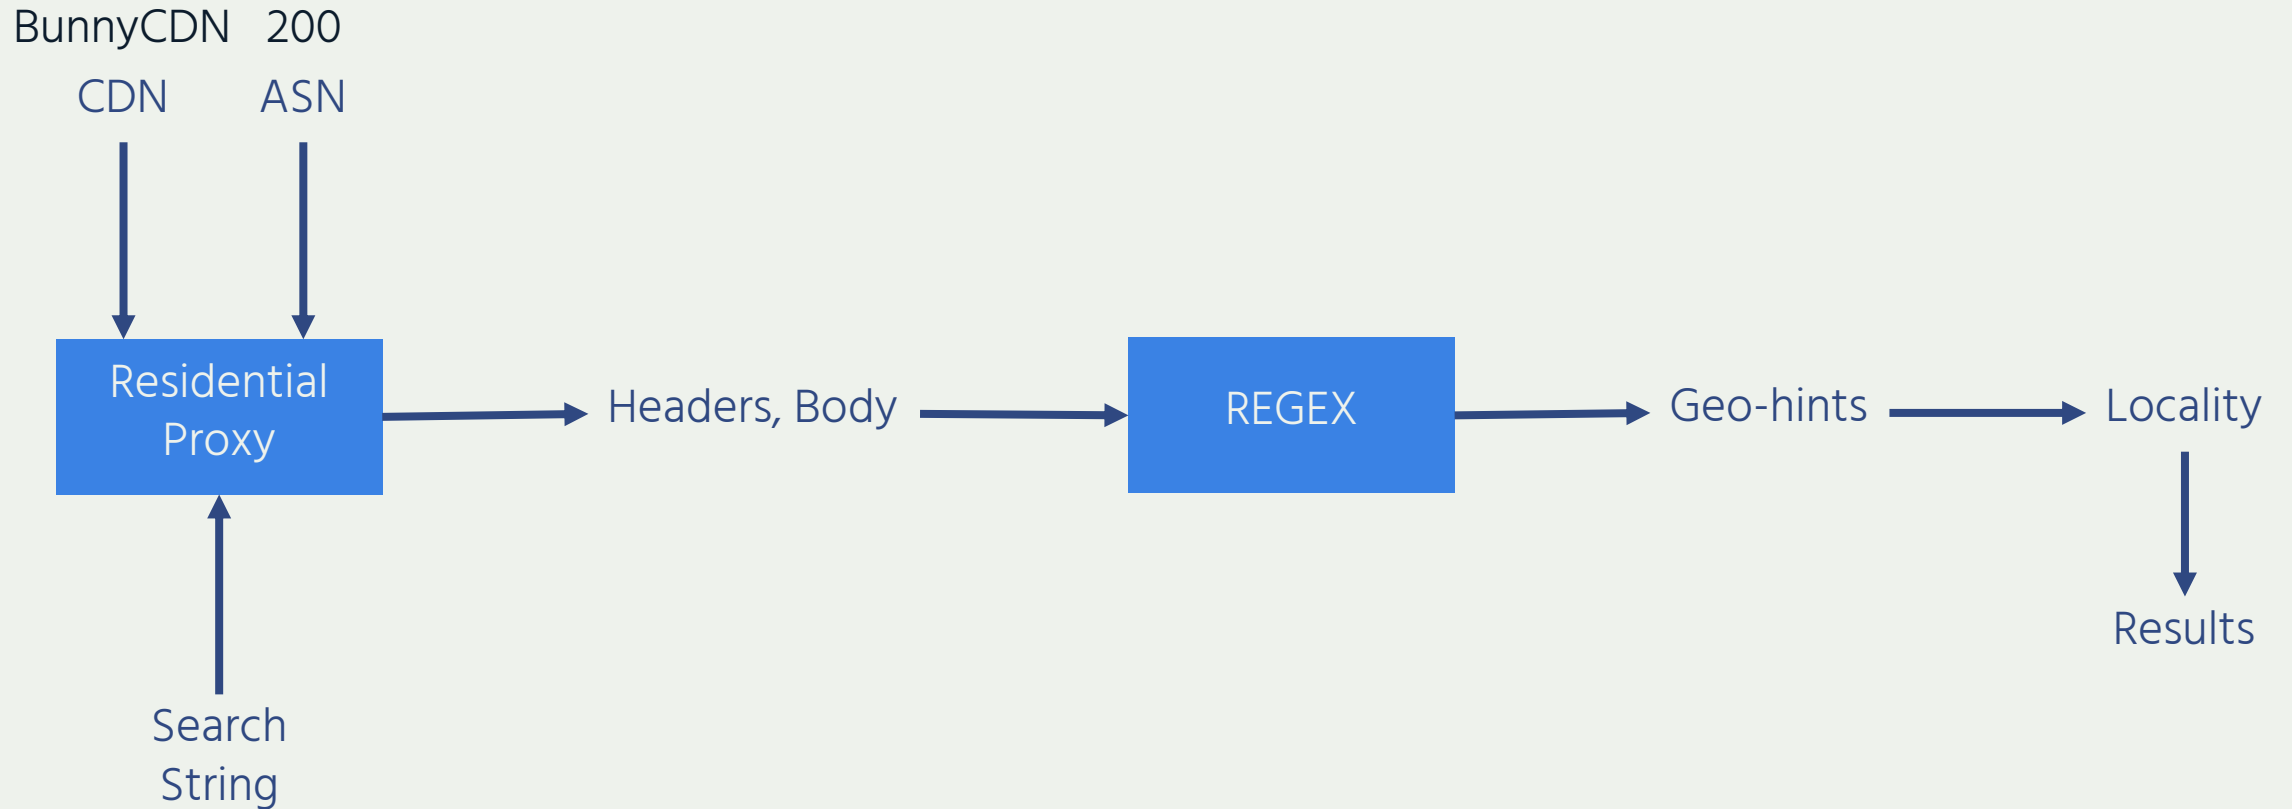 BunnyCDN 200
CDN ASN
Residential
Proxy
Headers, Body
REGEX
Geo-hints
Locality
Results
Search
String